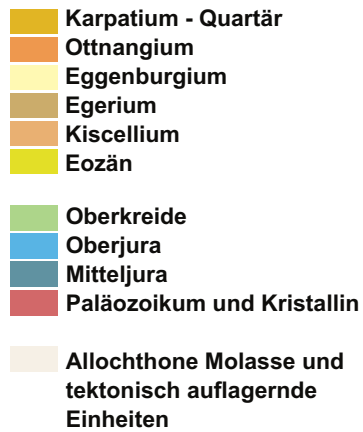 Karpatium - Quartär
Ottnangium
Eggenburgium
Egerium
Kiscellium
Eozän
Oberkreide
Oberjura
Mitteljura
Paläozoikum und Kristallin
Allochthone Molasse und
tektonisch auflagernde
Einheiten